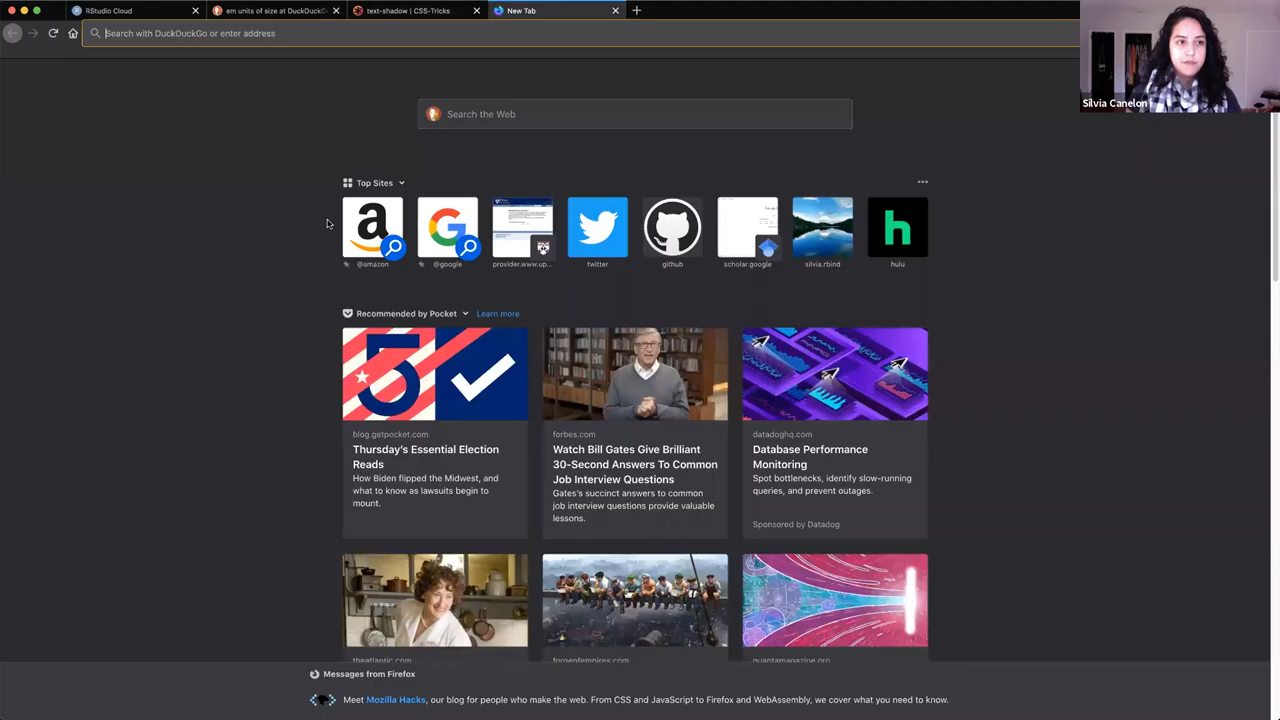 RStudio Cloud
em units of size at DuckDuckG
text-shadow | CSS-Tricks
New Tab
Search with DuckDuckGo or enter address
Silvia Canelon
Search the Web
Top Sites
@amazon
@google
provider.www.up...
twitter
github
scholar.google
silvia.rbind
hulu
Recommended by Pocket
Learn more
blog.getpocket.com
Thursday's Essential Election
Reads
How Biden flipped the Midwest, and
what to know as lawsuits begin to
mount.
forbes.com
Watch Bill Gates Give Brilliant
30-Second Answers To Common
Job Interview Questions
Gates's succinct answers to common
job interview questions provide valuable
lessons.
datadoghq.com
Database Performance
Monitoring
Spot bottlenecks, identify slow-running
queries, and prevent outages.
Sponsored by Datadog
theatlantic.com
forgeofempires.com
quantamagazine.org
Messages from Firefox
Meet Mozilla Hacks, our blog for people who make the web. From CSS and JavaScript to Firefox and WebAssembly, we cover what you need to know.